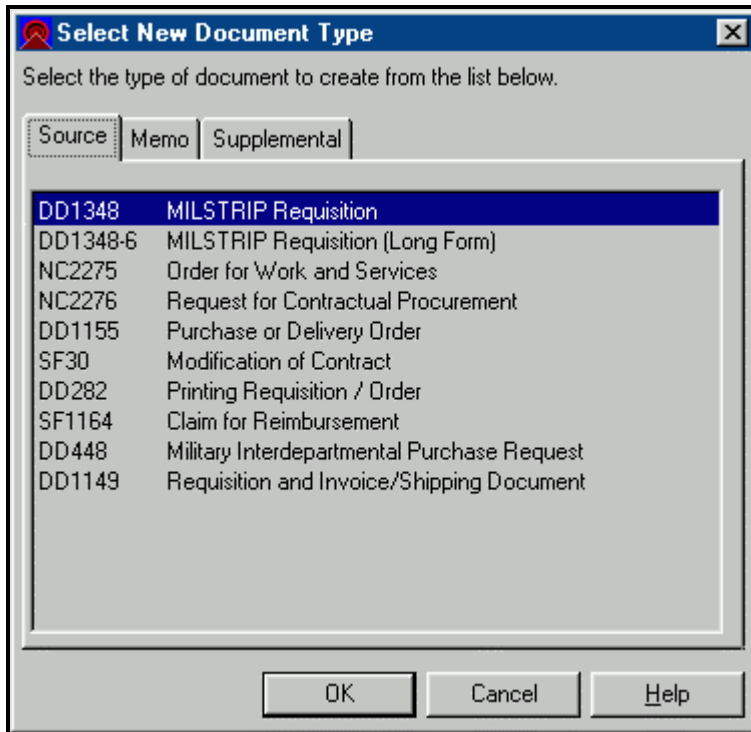 Select New Document Type
Select the type of document to create from the list below.
Source Memo Supplemental
DD1348 MILSTRIP Requisition
DD1348-6 MILSTRIP Requisition (Long Form)
NC2275 Order for Work and Services
NC2276 Request for Contractual Procurement
DD1155 Purchase or Delivery Order
SF30 Modification of Contract
DD282 Printing Requisition / Order
SF1164 Claim for Reimbursement
DD448 Military Interdepartmental Purchase Request
DD1149 Requisition and Invoice/Shipping Document
OK Cancel Help